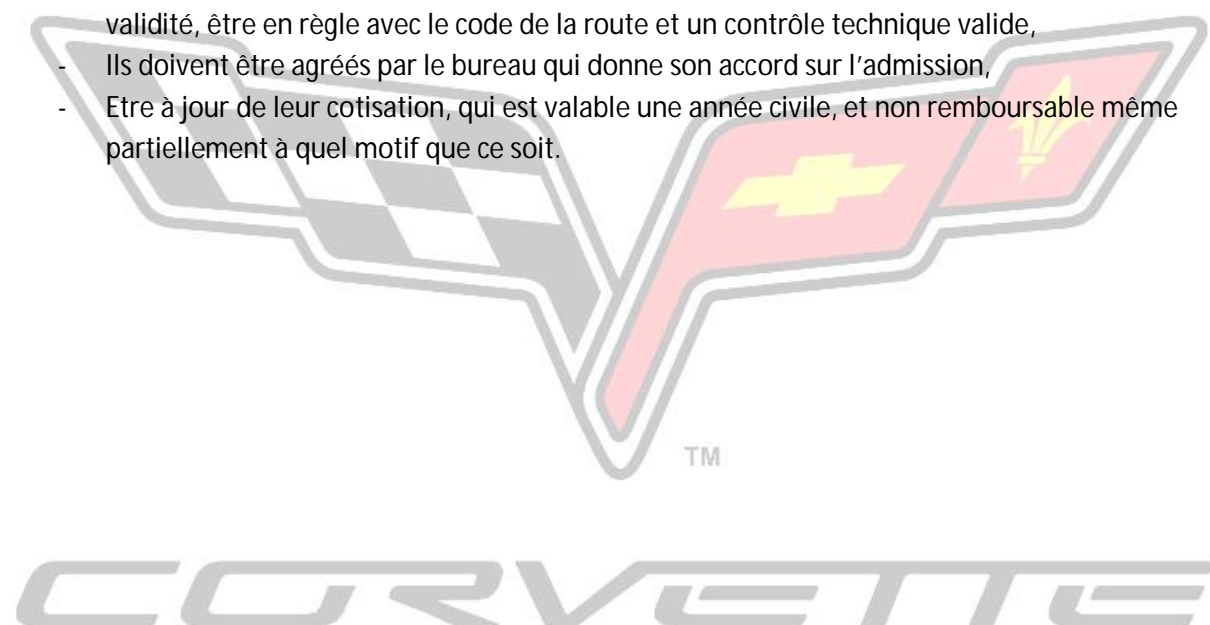 validité, être en règle avec le code de la route et un contrôle technique valide,
- Ils doivent être agréés par le bureau qui donne son accord sur l’admission,
- Etre à jour de leur cotisation, qui est valable une année civile, et non remboursable même
partiellement à quel motif que ce soit.
TM
CORVETTE